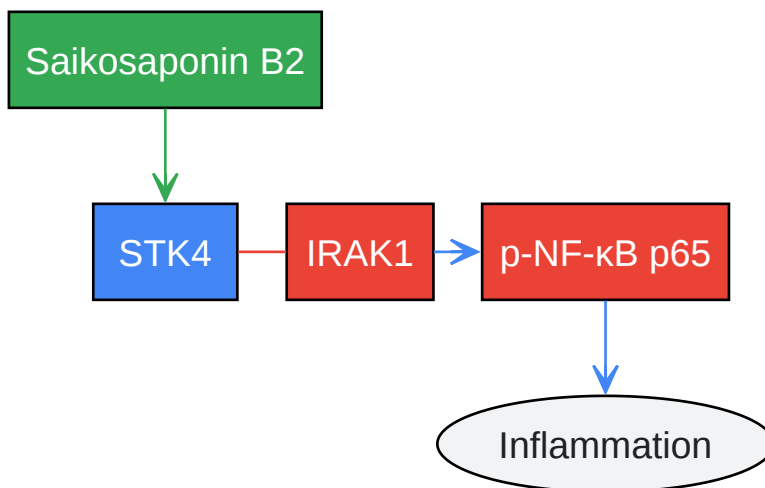 Saikosaponin B2
STK4
IRAK1
p-NF-κB p65
Inflammation